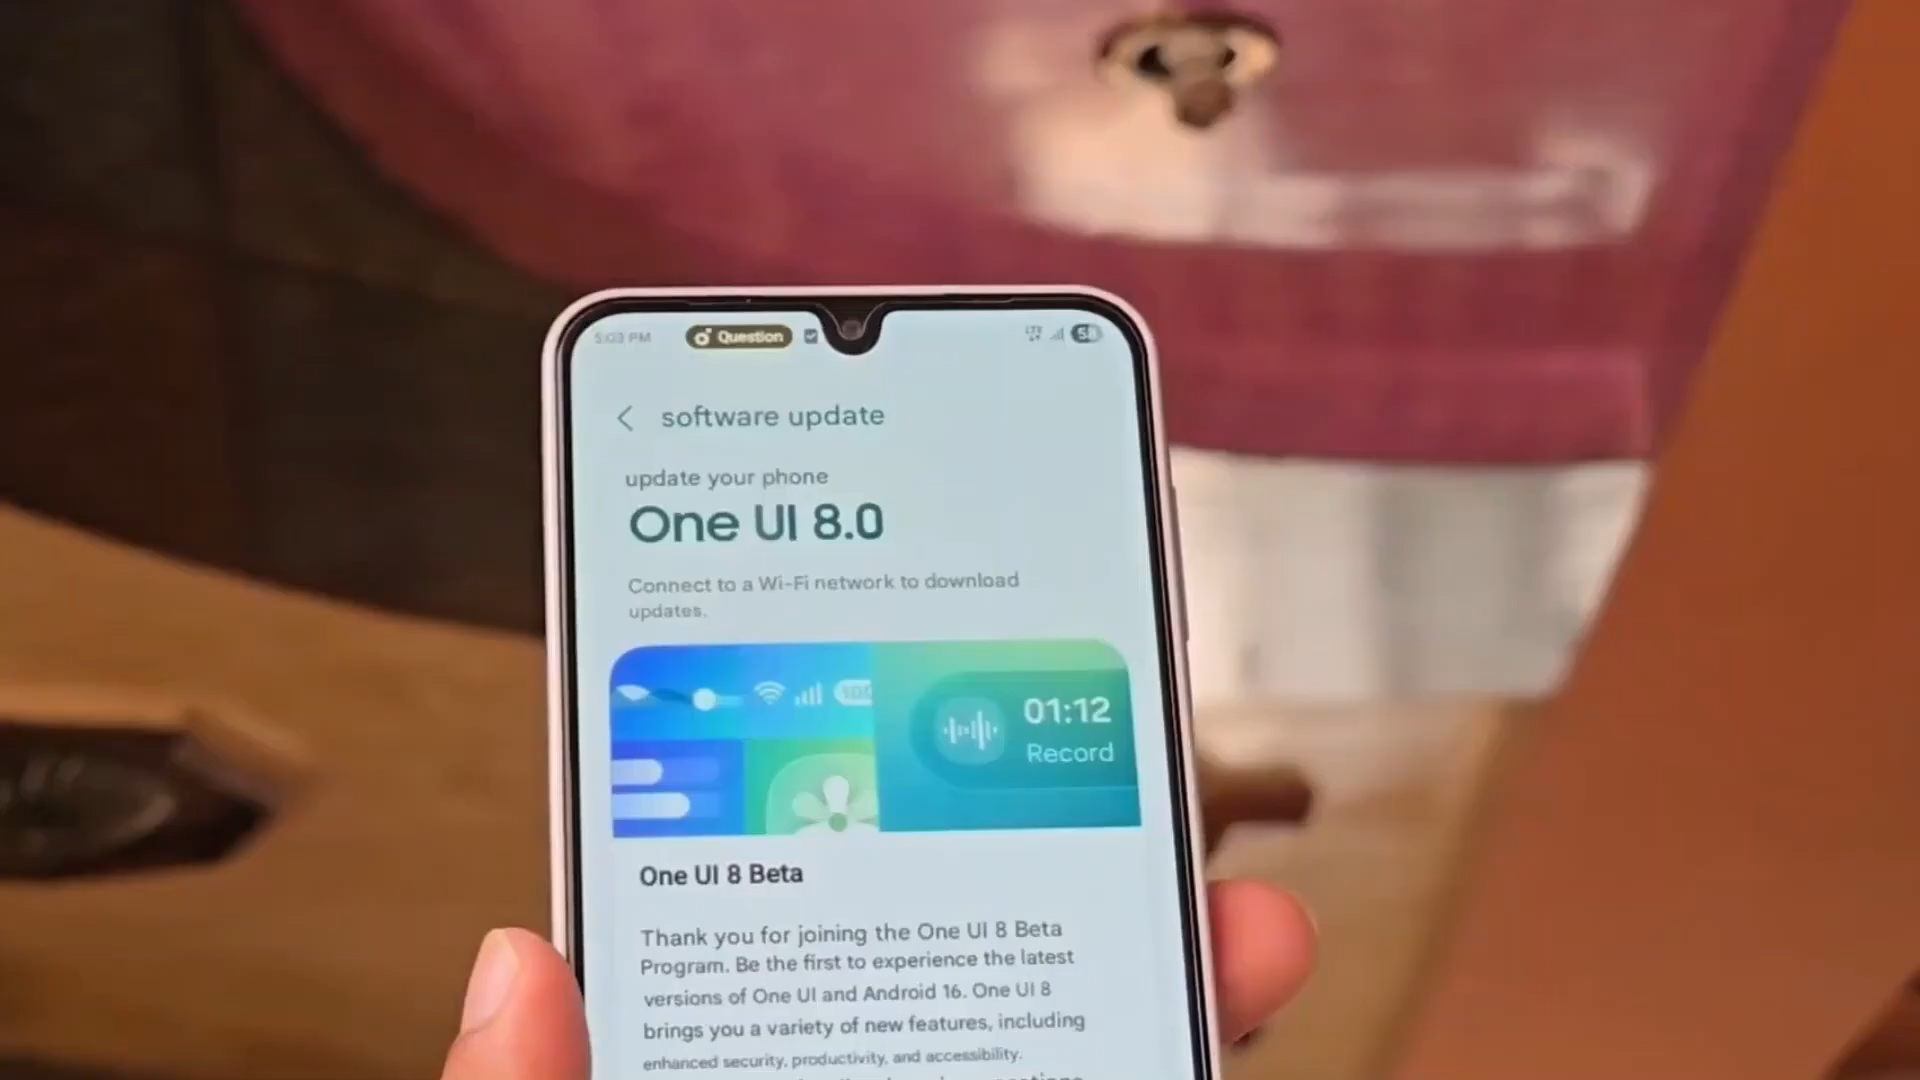 5:03 PM
Question
LTE
58
software update
update your phone
One UI 8.0
Connect to a Wi-Fi network to download
updates.
100
01:12
Record
One UI 8 Beta
Thank you for joining the One UI 8 Beta
Program. Be the first to experience the latest
versions of One UI and Android 16. One UI 8
brings you a variety of new features, including
enhanced security, productivity, and accessibility.